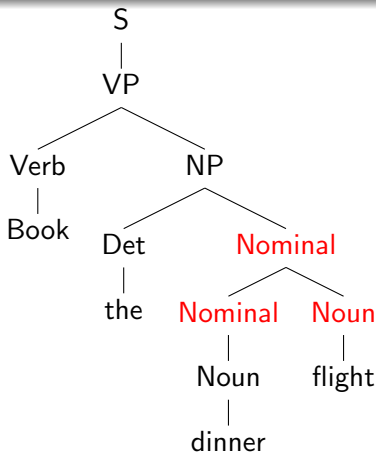 S
VP
Verb NP
Book Det Nominal
the Nominal Noun
Noun flight
dinner